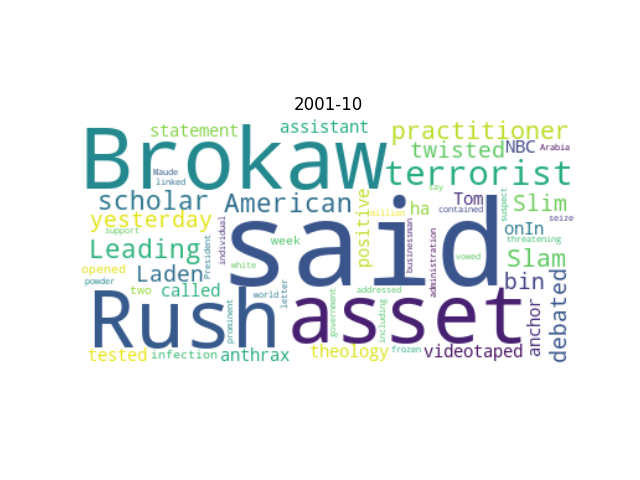 2001-10
statement
assistant
practitioner
Brokaw
twisted
NBC
Arabia
Maude
linked
terrorist
scholar
American
say
Tom
contained
suspect
Slim
seize
yesterday
positive
million
ha
said
onIn
threatening
support
Leading
President
individual
week
businessman
administration
vowed
Slam
opened
powder
Laden
white
two
called
world
letter
addressed
bin
debated
Rush
prominent
asset
government
including
anchor
tested
infection
anthrax
theology
frozen
videotaped